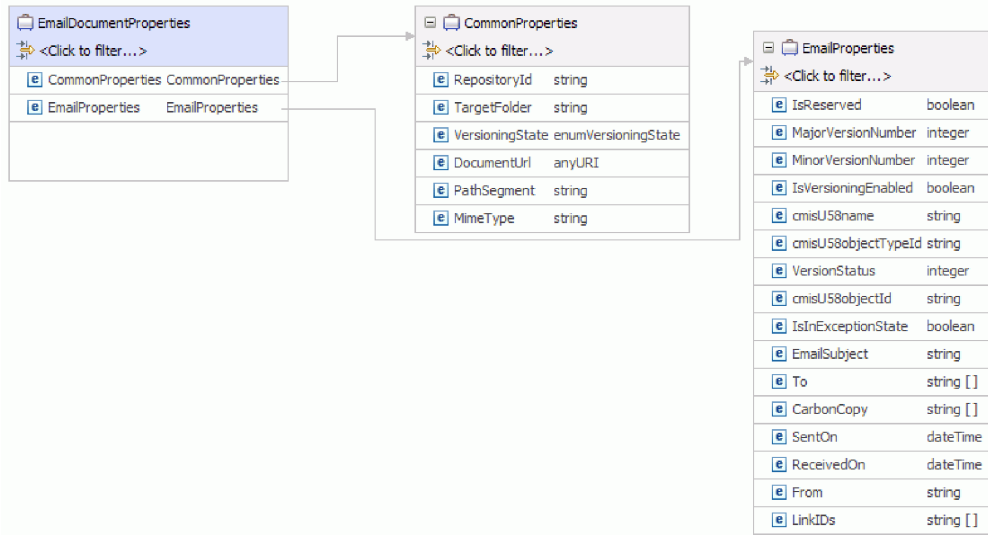 EmailDocumentProperties
<Click to filter...>
CommonProperties CommonProperties
EmailProperties EmailProperties
CommonProperties
<Click to filter...>
RepositoryId string
TargetFolder string
VersioningState enumVersioningState
DocumentUrl anyURI
PathSegment string
MimeType string
EmailProperties
<Click to filter...>
IsReserved boolean
MajorVersionNumber integer
MinorVersionNumber integer
IsVersioningEnabled boolean
cmisU58name string
cmisU58objectTypeId string
VersionStatus integer
cmisU58objectId string
IsInExceptionState boolean
EmailSubject string
To string []
CarbonCopy string []
SentOn dateTime
ReceivedOn dateTime
From string
LinkIDs string []